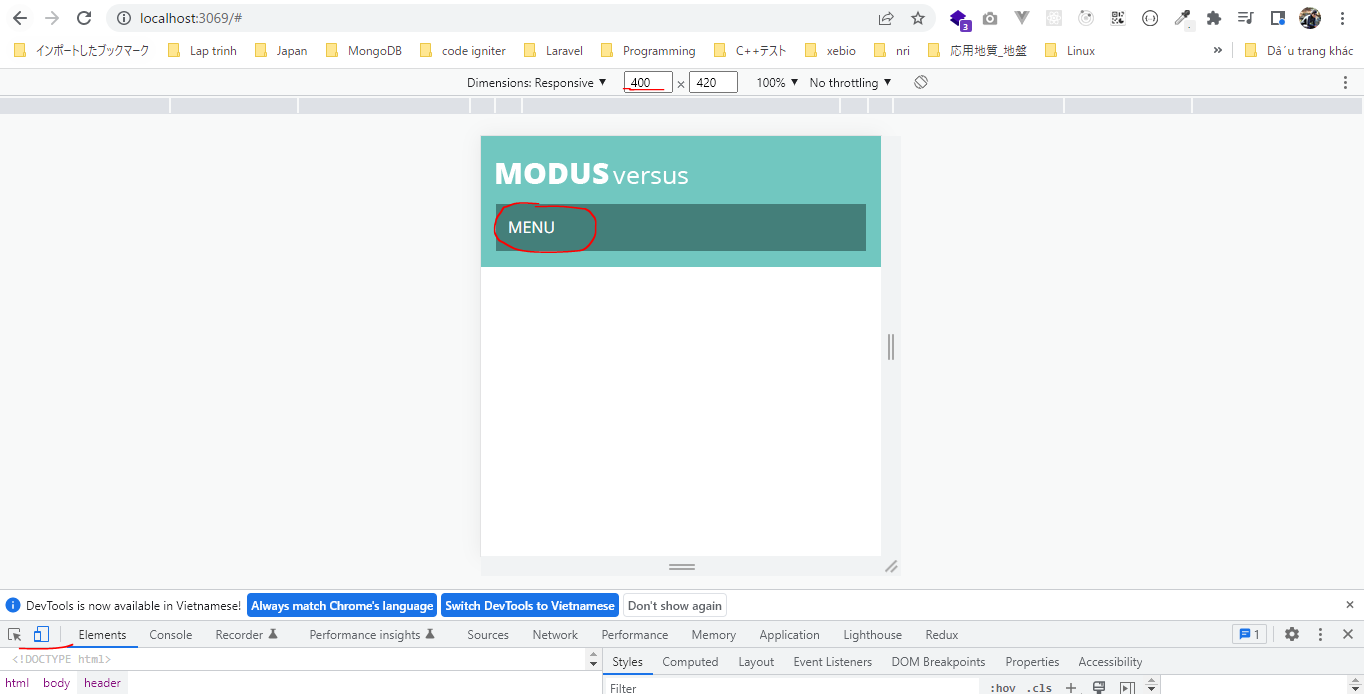 localhost:3069/#
3
インポートしたブックマーク Lap trinh Japan MongoDB code igniter Laravel Programming C++テスト xebio nri 応用地質_地盤 Linux » Dấu trang khác
Dimensions: Responsive 400 × 420 100% No throttling
MODUS versus
MENU
DevTools is now available in Vietnamese! Always match Chrome's language Switch DevTools to Vietnamese Don't show again
Elements Console Recorder Performance insights Sources Network Performance Memory Application Lighthouse Redux 1
<!DOCTYPE html>
Styles Computed Layout Event Listeners DOM Breakpoints Properties Accessibility
html body header
Filter :hov .cls